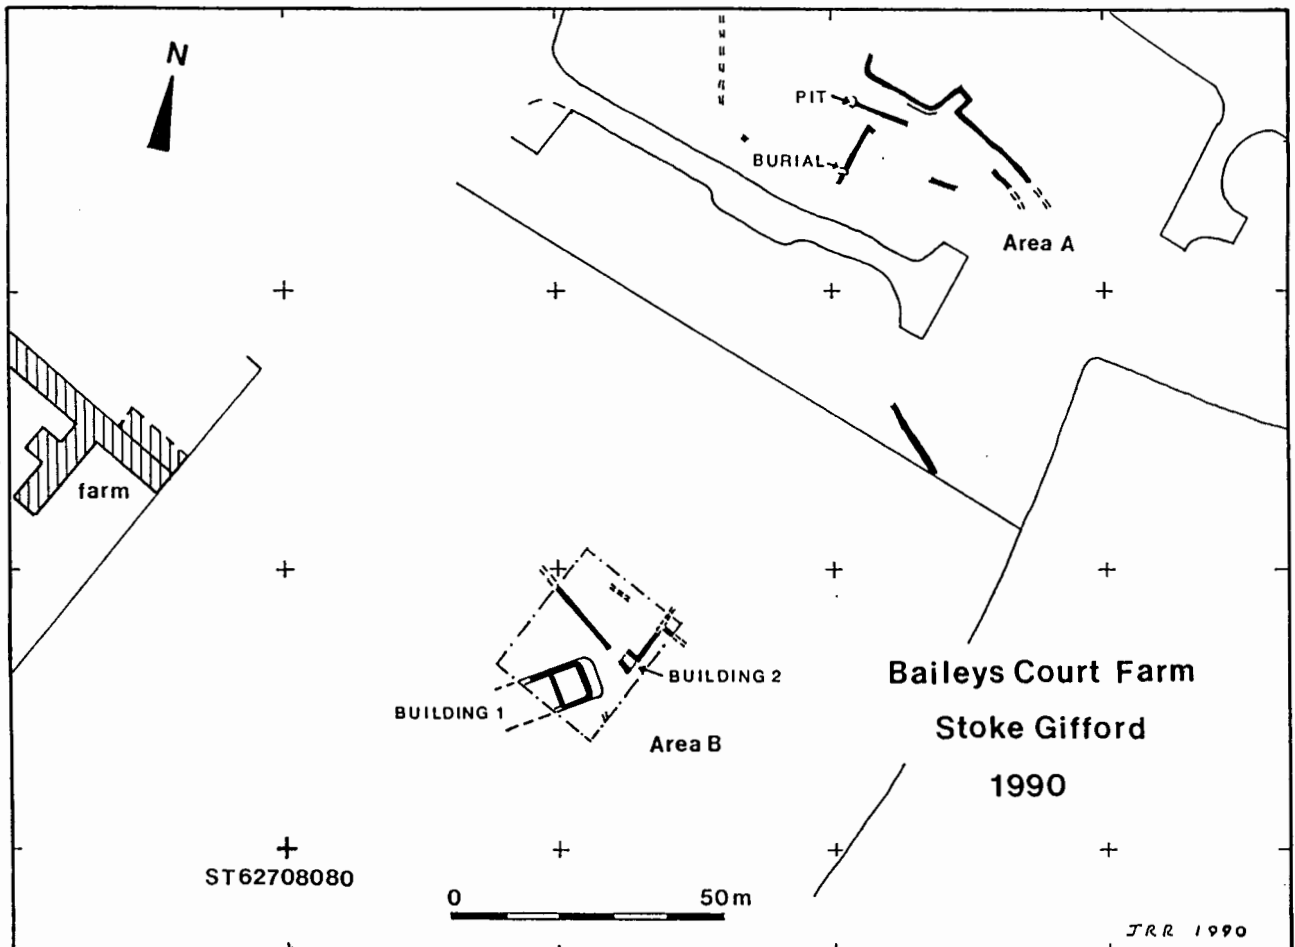 N
PIT
BURIAL
Area A
farm
BUILDING 2
BUILDING 1
Area B
Baileys Court Farm
Stoke Gifford
1990
ST62708080
0 50m
JRR 1990